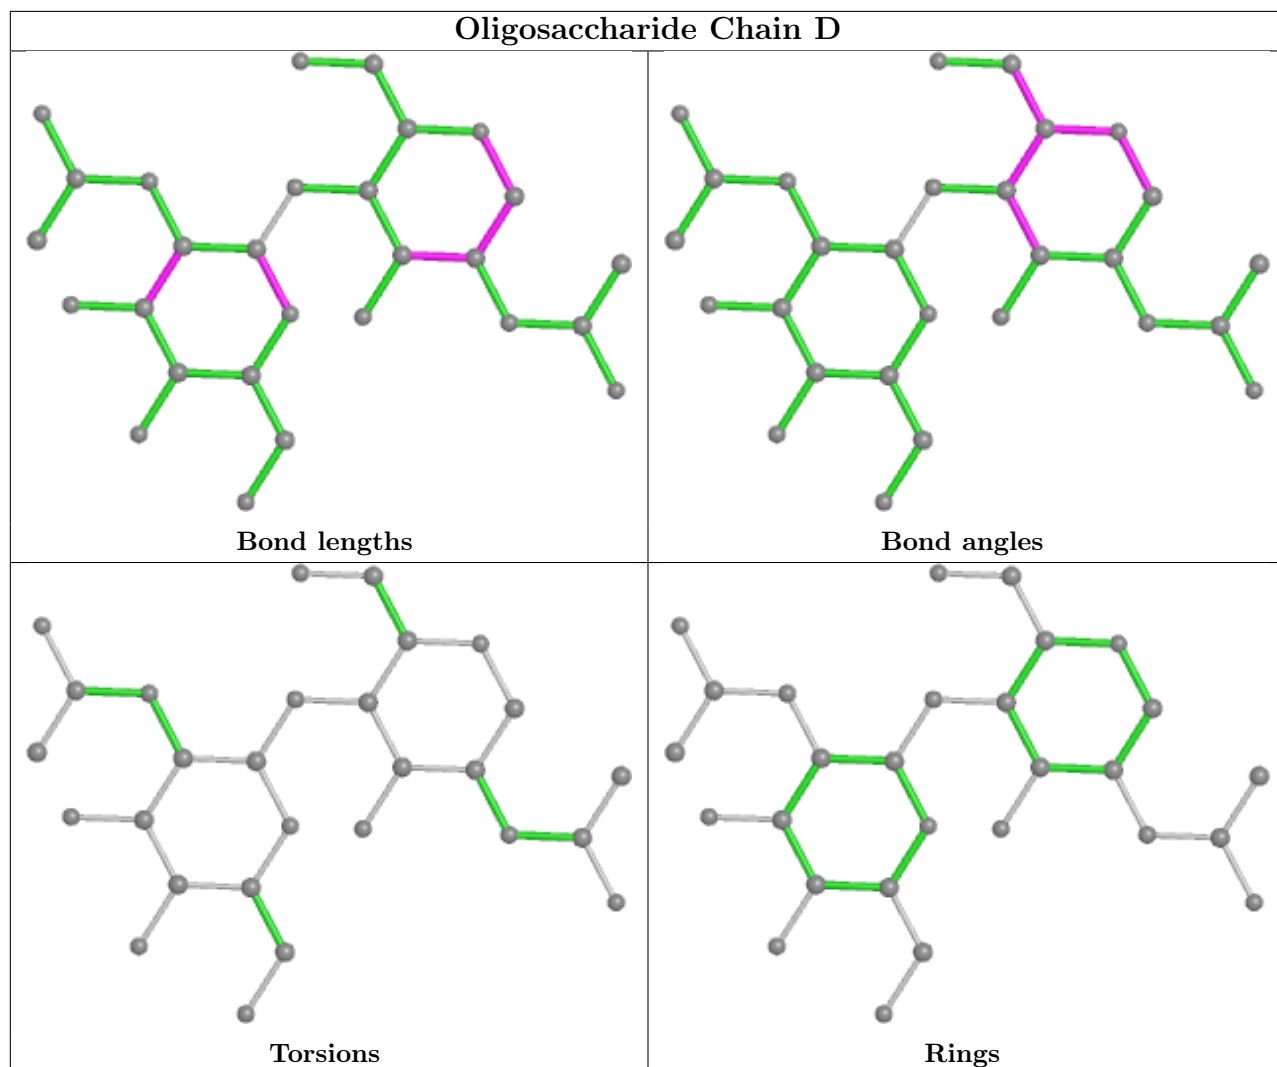 Oligosaccharide Chain D
Bond lengths
Bond angles
Torsions
Rings